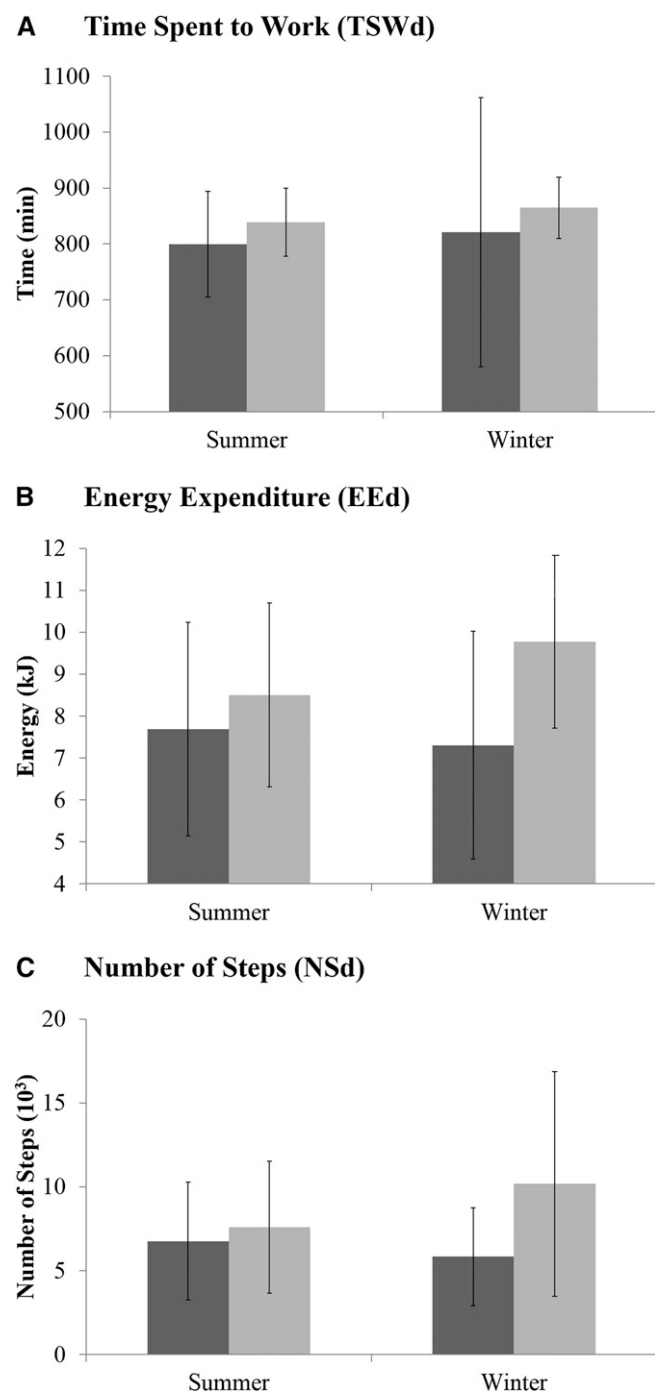 A Time Spent to Work (TSWd)
1100
1000
900
800
700
600
500
Time (min)
Summer Winter
B Energy Expenditure (EEd)
12
11
10
9
8
7
6
5
4
Energy (kJ)
Summer Winter
C Number of Steps (NSd)
20
15
10
5
0
Number of Steps (10³)
Summer Winter